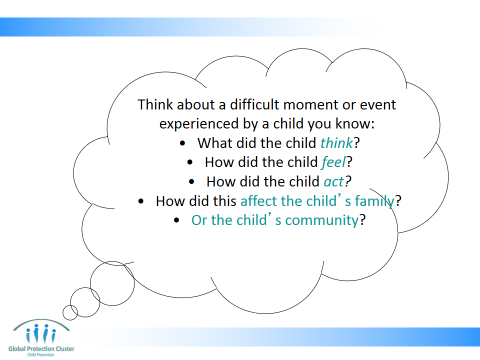 Think about a difficult moment or event
experienced by a child you know:
• What did the child think?
• How did the child feel?
• How did the child act?
• How did this affect the child's family?
• Or the child's community?
Global Protection Cluster
Child Protection